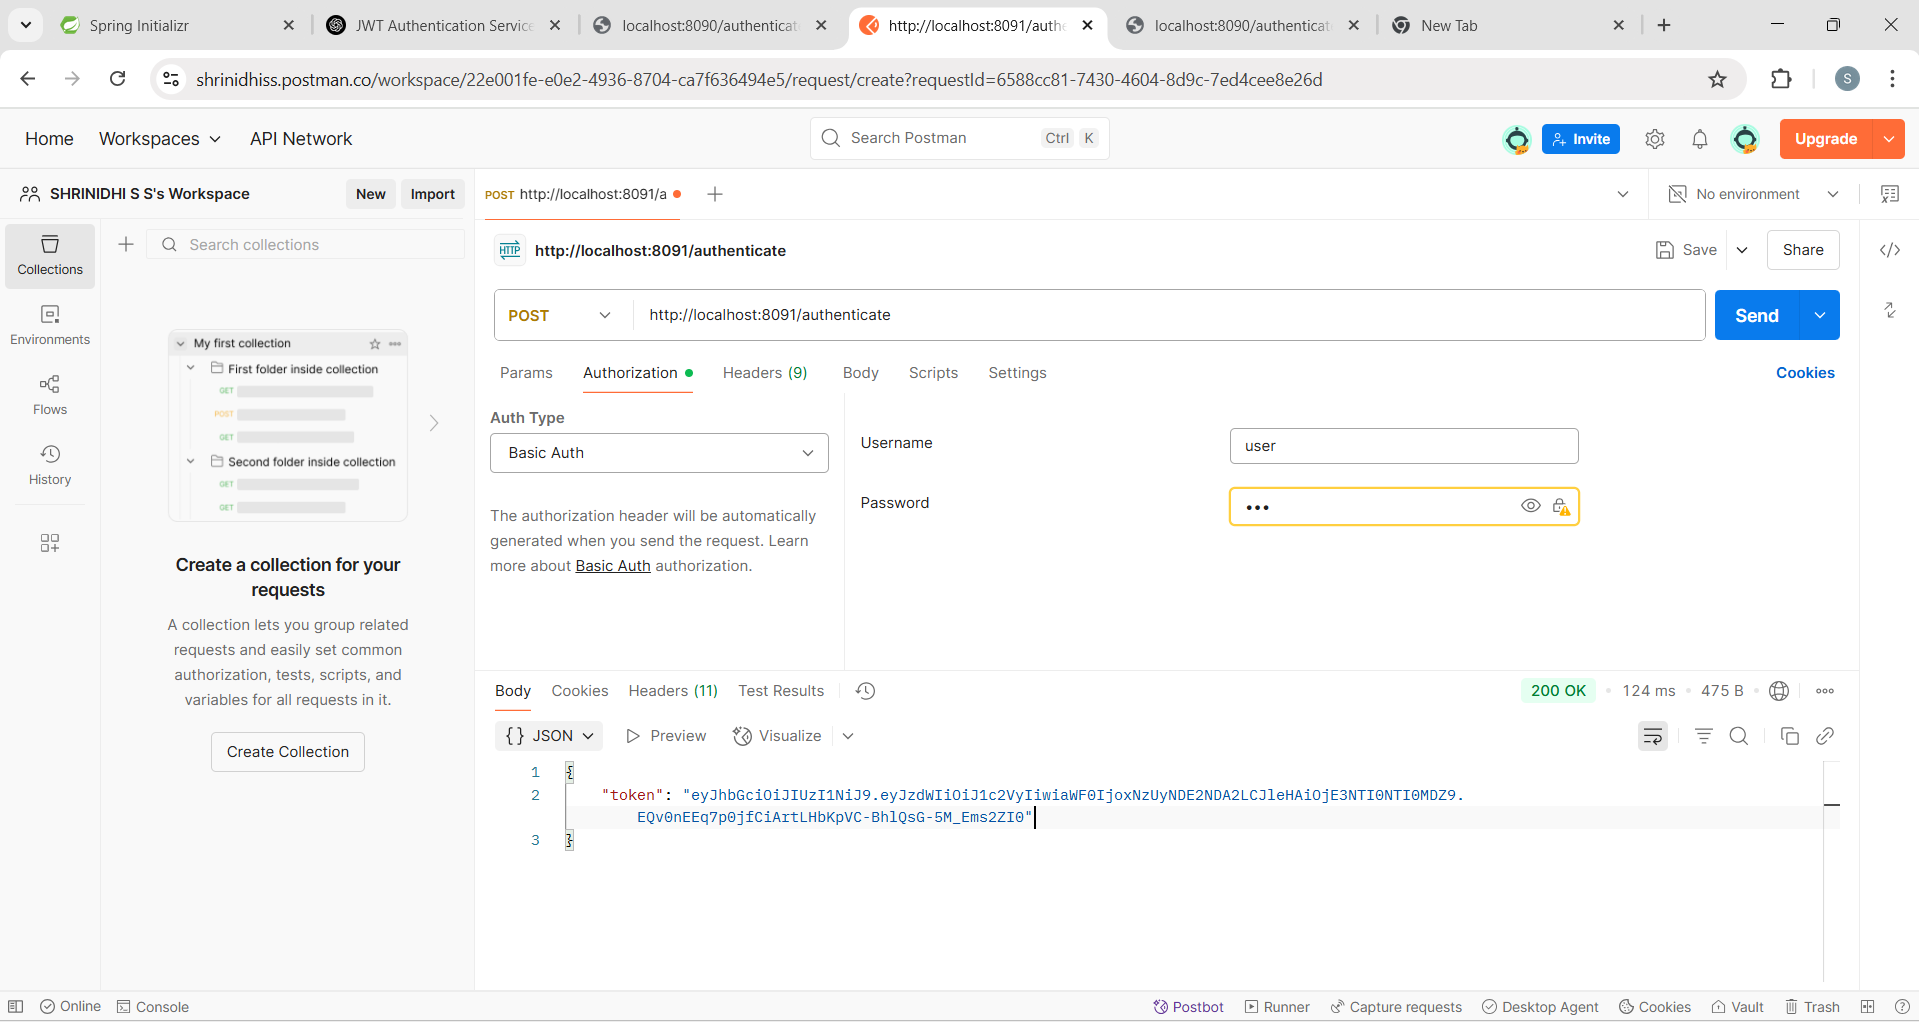 Spring Initializr
JWT Authentication Service
localhost:8090/authenticat
http://localhost:8091/authe
localhost:8090/authenticat
New Tab
shrinidhiss.postman.co/workspace/22e001fe-e0e2-4936-8704-ca7f636494e5/request/create?requestId=6588cc81-7430-4604-8d9c-7ed4cee8e26d
S
Home
Workspaces
API Network
Search Postman
Ctrl
K
Invite
Upgrade
SHRINIDHI S S's Workspace
New
Import
POST http://localhost:8091/a
No environment
Collections
Environments
Flows
History
Search collections
My first collection
First folder inside collection
GET
POST
GET
Second folder inside collection
GET
GET
Create a collection for your
requests
A collection lets you group related
requests and easily set common
authorization, tests, scripts, and
variables for all requests in it.
Create Collection
HTTP
http://localhost:8091/authenticate
Save
Share
POST
http://localhost:8091/authenticate
Send
Params
Authorization
Headers (9)
Body
Scripts
Settings
Cookies
Auth Type
Basic Auth
The authorization header will be automatically
generated when you send the request. Learn
more about Basic Auth authorization.
Username
user
Password
Body
Cookies
Headers (11)
Test Results
200 OK
124 ms
475 B
{} JSON
Preview
Visualize
1 {
2 "token": "eyJhbGciOiJIUzI1NiJ9.eyJzdWIiOiJ1c2VyIiwiaWF0IjoxNzUyNDE2NDA2LCJleHAiOjE3NTI0NTI0MDZ9.
EQv0nEEq7p0jfCiArtLHbKpVC-BhlQsG-5M_Ems2ZI0"
3 }
Online
Console
Postbot
Runner
Capture requests
Desktop Agent
Cookies
Vault
Trash